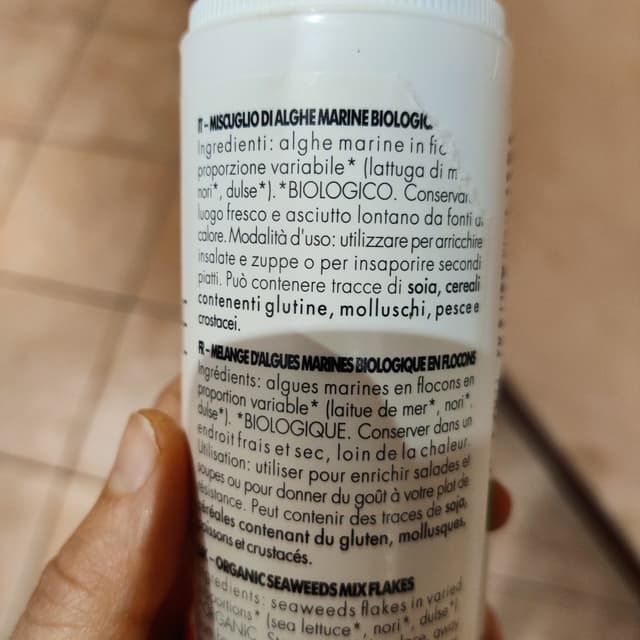 IT – MISCUGLIO DI ALGHE MARINE
Ingredienti: alghe marine in
proporzione variabile* (lattuga di
nori*, dulse*). *BIOLOGICO.
luogo fresco e asciutto lontano da fonti
calore. Modalità d'uso: utilizzare per arricchire
insalate e zuppe o per insaporire secondi
piatti. Può contenere tracce di soia, cereali
contenenti glutine, molluschi, pesce e
crostacei.
FR – MELANGE D'ALGUES MARINES BIOLOGIQUE EN FLOCONS
Ingrédients: algues marines en flocons en
proportion variable* (laitue de mer*, nori*,
dulse*). *BIOLOGIQUE. Conserver dans un
endroit frais et sec, loin de la chaleur.
Utilisation: utiliser pour enrichir salades et
soupes ou pour donner du goût à votre plat de
résistance. Peut contenir des traces de soja,
céréales contenant du gluten, mollusques,
poissons et crustacés.
– ORGANIC SEAWEEDS MIX FLAKES
seaweeds flakes in varied
(sea lettuce*, nori*, dulse*)